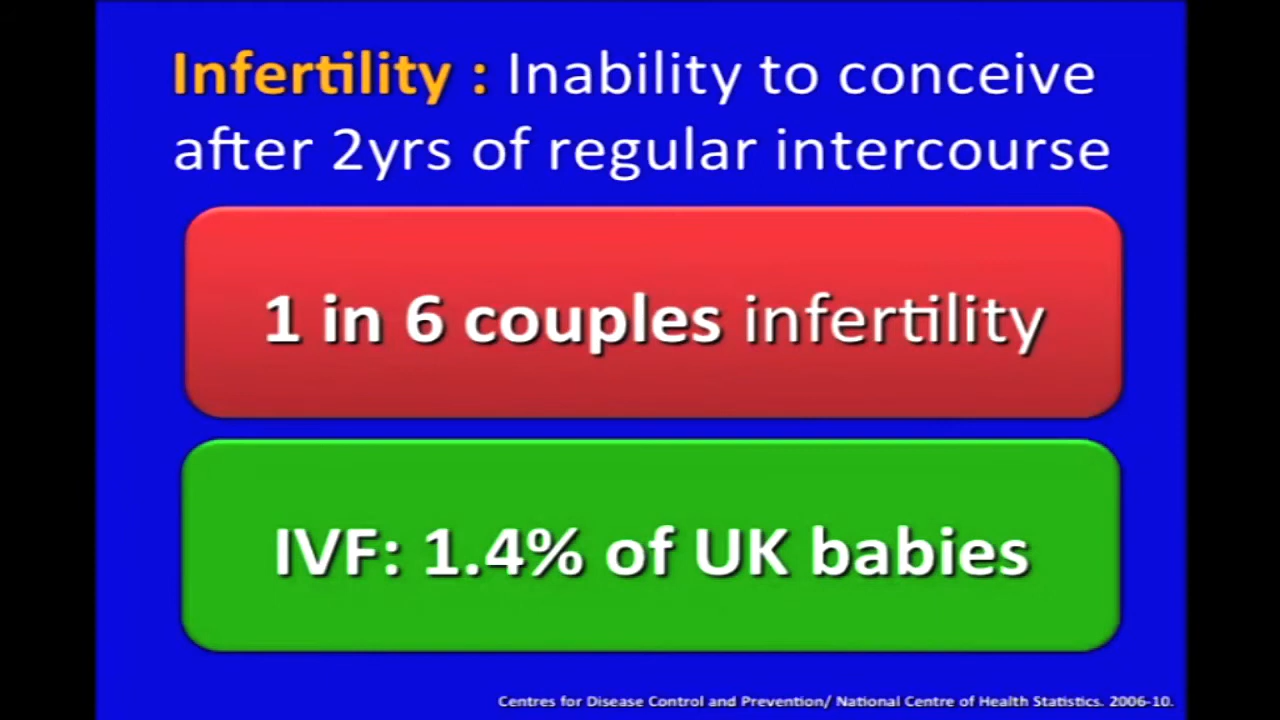 Infertility : Inability to conceive
after 2yrs of regular intercourse
1 in 6 couples infertility
IVF: 1.4% of UK babies
Centres for Disease Control and Prevention/ National Centre of Health Statistics. 2006-10.